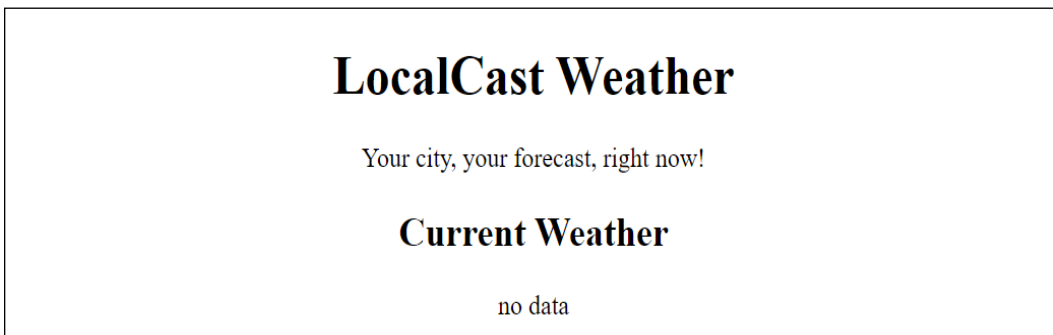 LocalCast Weather
Your city, your forecast, right now!
Current Weather
no data